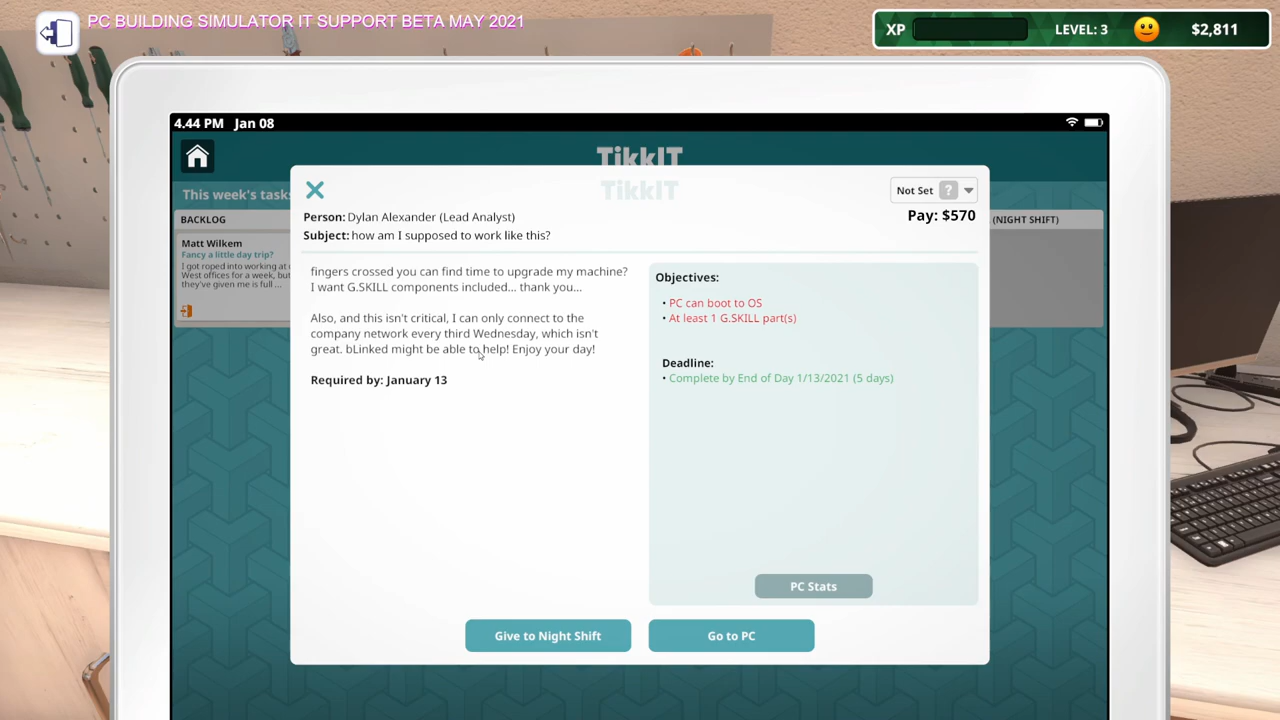 PC BUILDING SIMULATOR IT SUPPORT BETA MAY 2021
XP
LEVEL: 3
$2,811
4.44 PM Jan 08
TikkIT
This week's tasks
BACKLOG
(NIGHT SHIFT)
Matt Wilkem
Fancy a little day trip?
I got roped into working at
West offices for a week, but
they've given me is full ...
TikkIT
Not Set ?
Pay: $570
Person: Dylan Alexander (Lead Analyst)
Subject: how am I supposed to work like this?
fingers crossed you can find time to upgrade my machine?
I want G.SKILL components included... thank you...
Also, and this isn't critical, I can only connect to the
company network every third Wednesday, which isn't
great. bLinked might be able to help! Enjoy your day!
Required by: January 13
Objectives:
• PC can boot to OS
• At least 1 G.SKILL part(s)
Deadline:
• Complete by End of Day 1/13/2021 (5 days)
PC Stats
Give to Night Shift
Go to PC